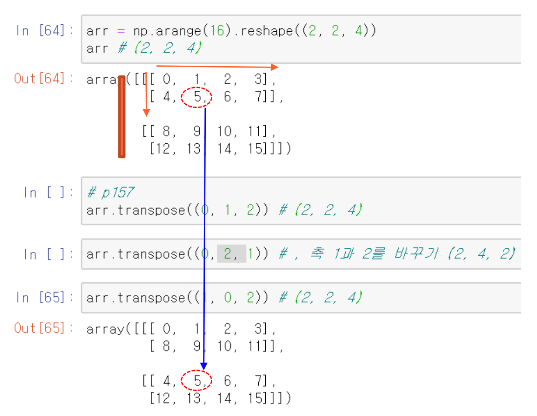 In [64]: arr = np.arange(16).reshape((2, 2, 4))
arr # (2, 2, 4)
Out[64]: array([[[ 0, 1, 2, 3],
[ 4, 5, 6, 7]],
[[ 8, 9, 10, 11],
[12, 13, 14, 15]]])
In [ ]: # p157
arr.transpose((0, 1, 2)) # (2, 2, 4)
In [ ]: arr.transpose((0, 2, 1)) # , 축 1과 2를 바꾸기 (2, 4, 2)
In [65]: arr.transpose((1, 0, 2)) # (2, 2, 4)
Out[65]: array([[[ 0, 1, 2, 3],
[ 8, 9, 10, 11]],
[[ 4, 5, 6, 7],
[12, 13, 14, 15]]])